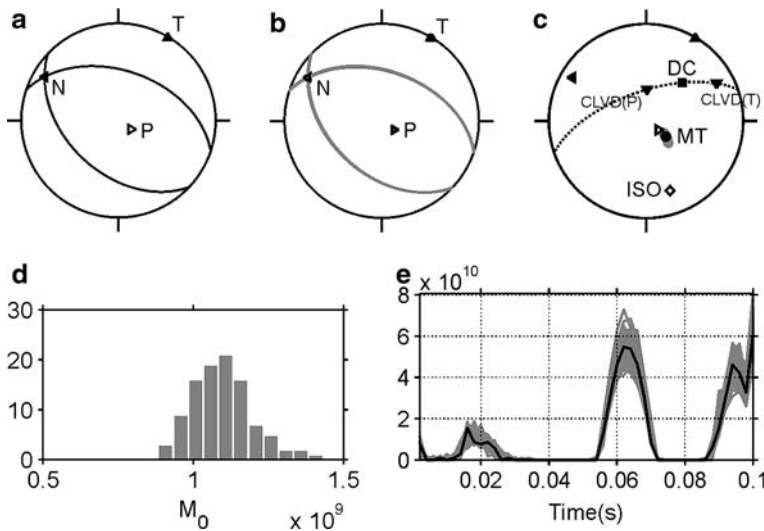 a
T
N
P
b
T
N
P
c
DC
CLVD(P)
CLVD(T)
MT
ISO
d
30
20
10
0
0.5
1
1.5
M0
× 10^9
e
× 10^10
8
6
4
2
0
0.02
0.04
0.06
0.08
0.1
Time(s)